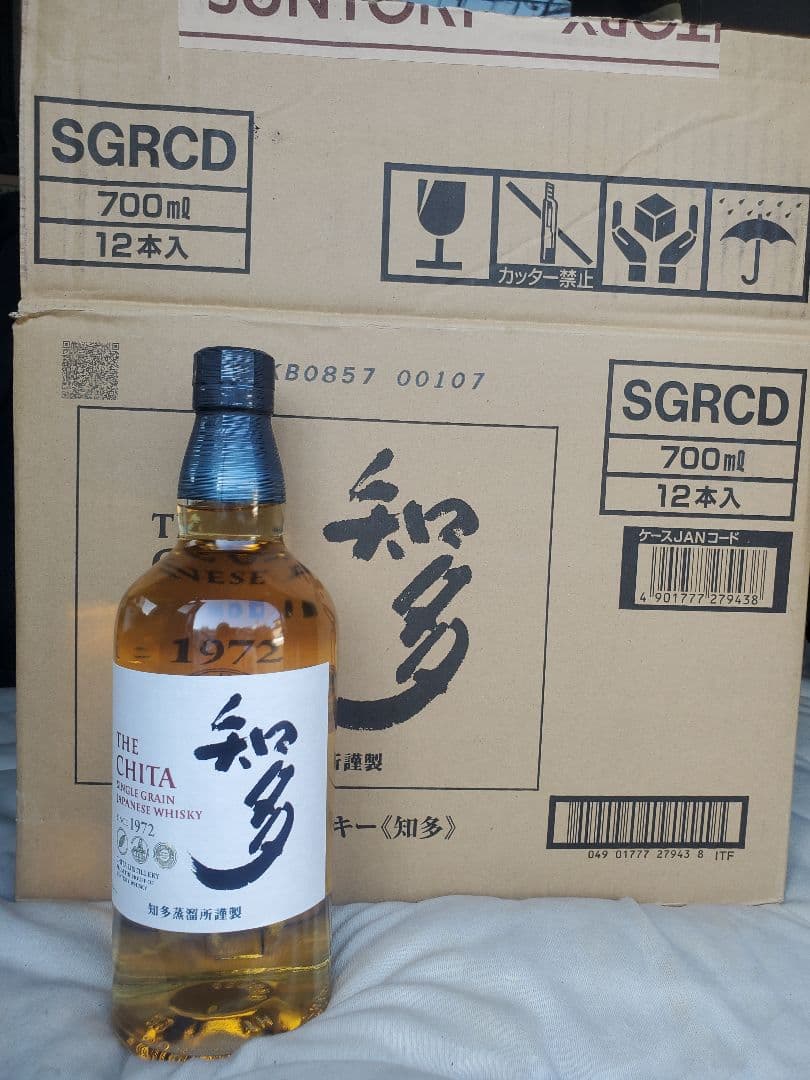 SUNTORY
SGRCD
700ml
12本入
カッター禁止
KB0857 00107
SGRCD
700ml
12本入
ケースJANコード
4 901777 279438
知多
謹製
キー《知多》
049 01777 27943 8 ITF
NESE
1972
知多
THE
CHITA
SINGLE GRAIN
JAPANESE WHISKY
1972
知多蒸溜所謹製